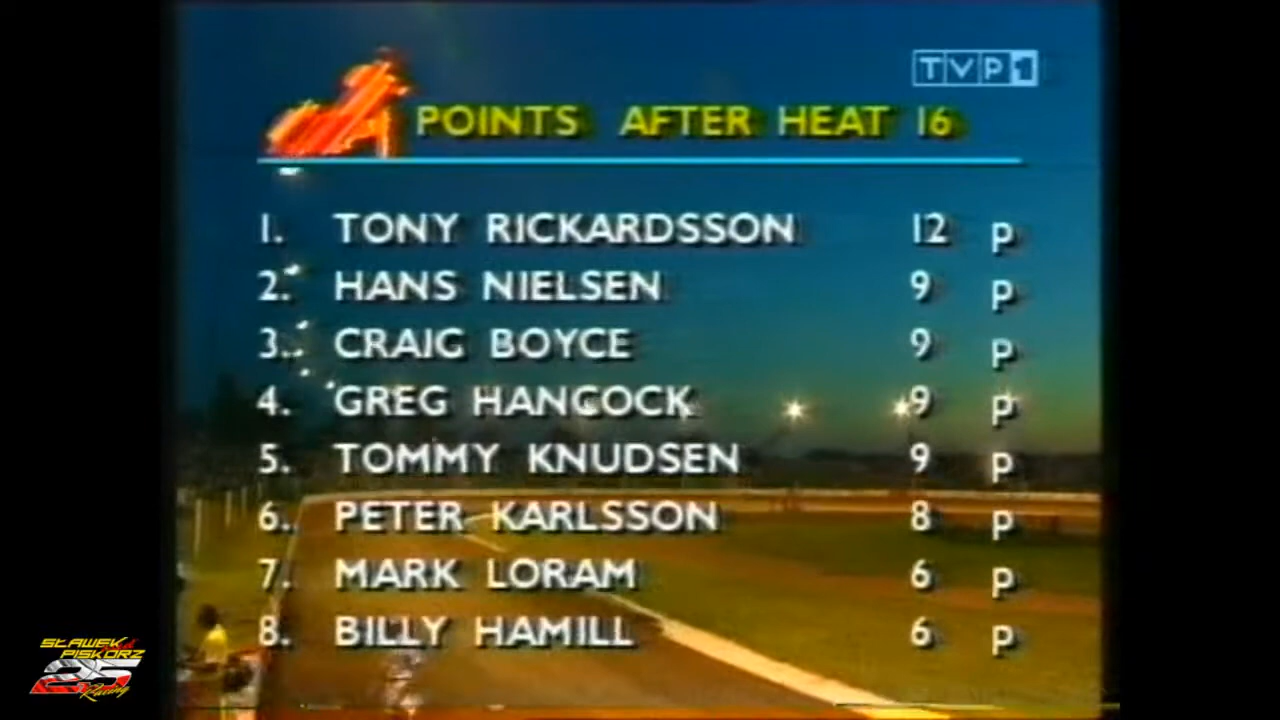 TVP1
POINTS AFTER HEAT 16
1. TONY RICKARDSSON 12 p
2. HANS NIELSEN 9 p
3. CRAIG BOYCE 9 p
4. GREG HANCOCK 9 p
5. TOMMY KNUDSEN 9 p
6. PETER KARLSSON 8 p
7. MARK LORAM 6 p
8. BILLY HAMILL 6 p
SŁAWEK
PISKORZ
25
Racing